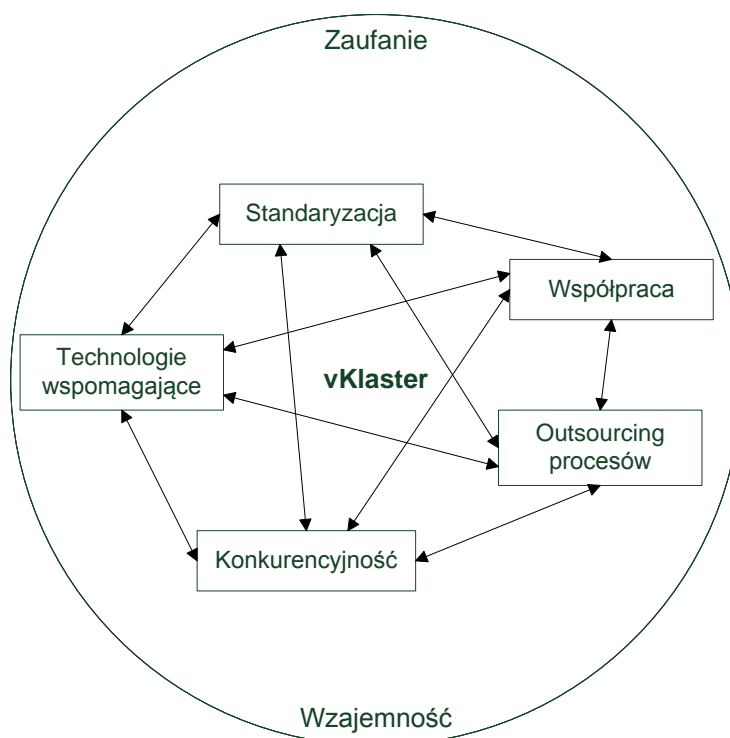 Zaufanie
Standaryzacja
Współpraca
Technologie
wspomagające
vKlaster
Outsourcing
procesów
Konkurencyjność
Wzajemność